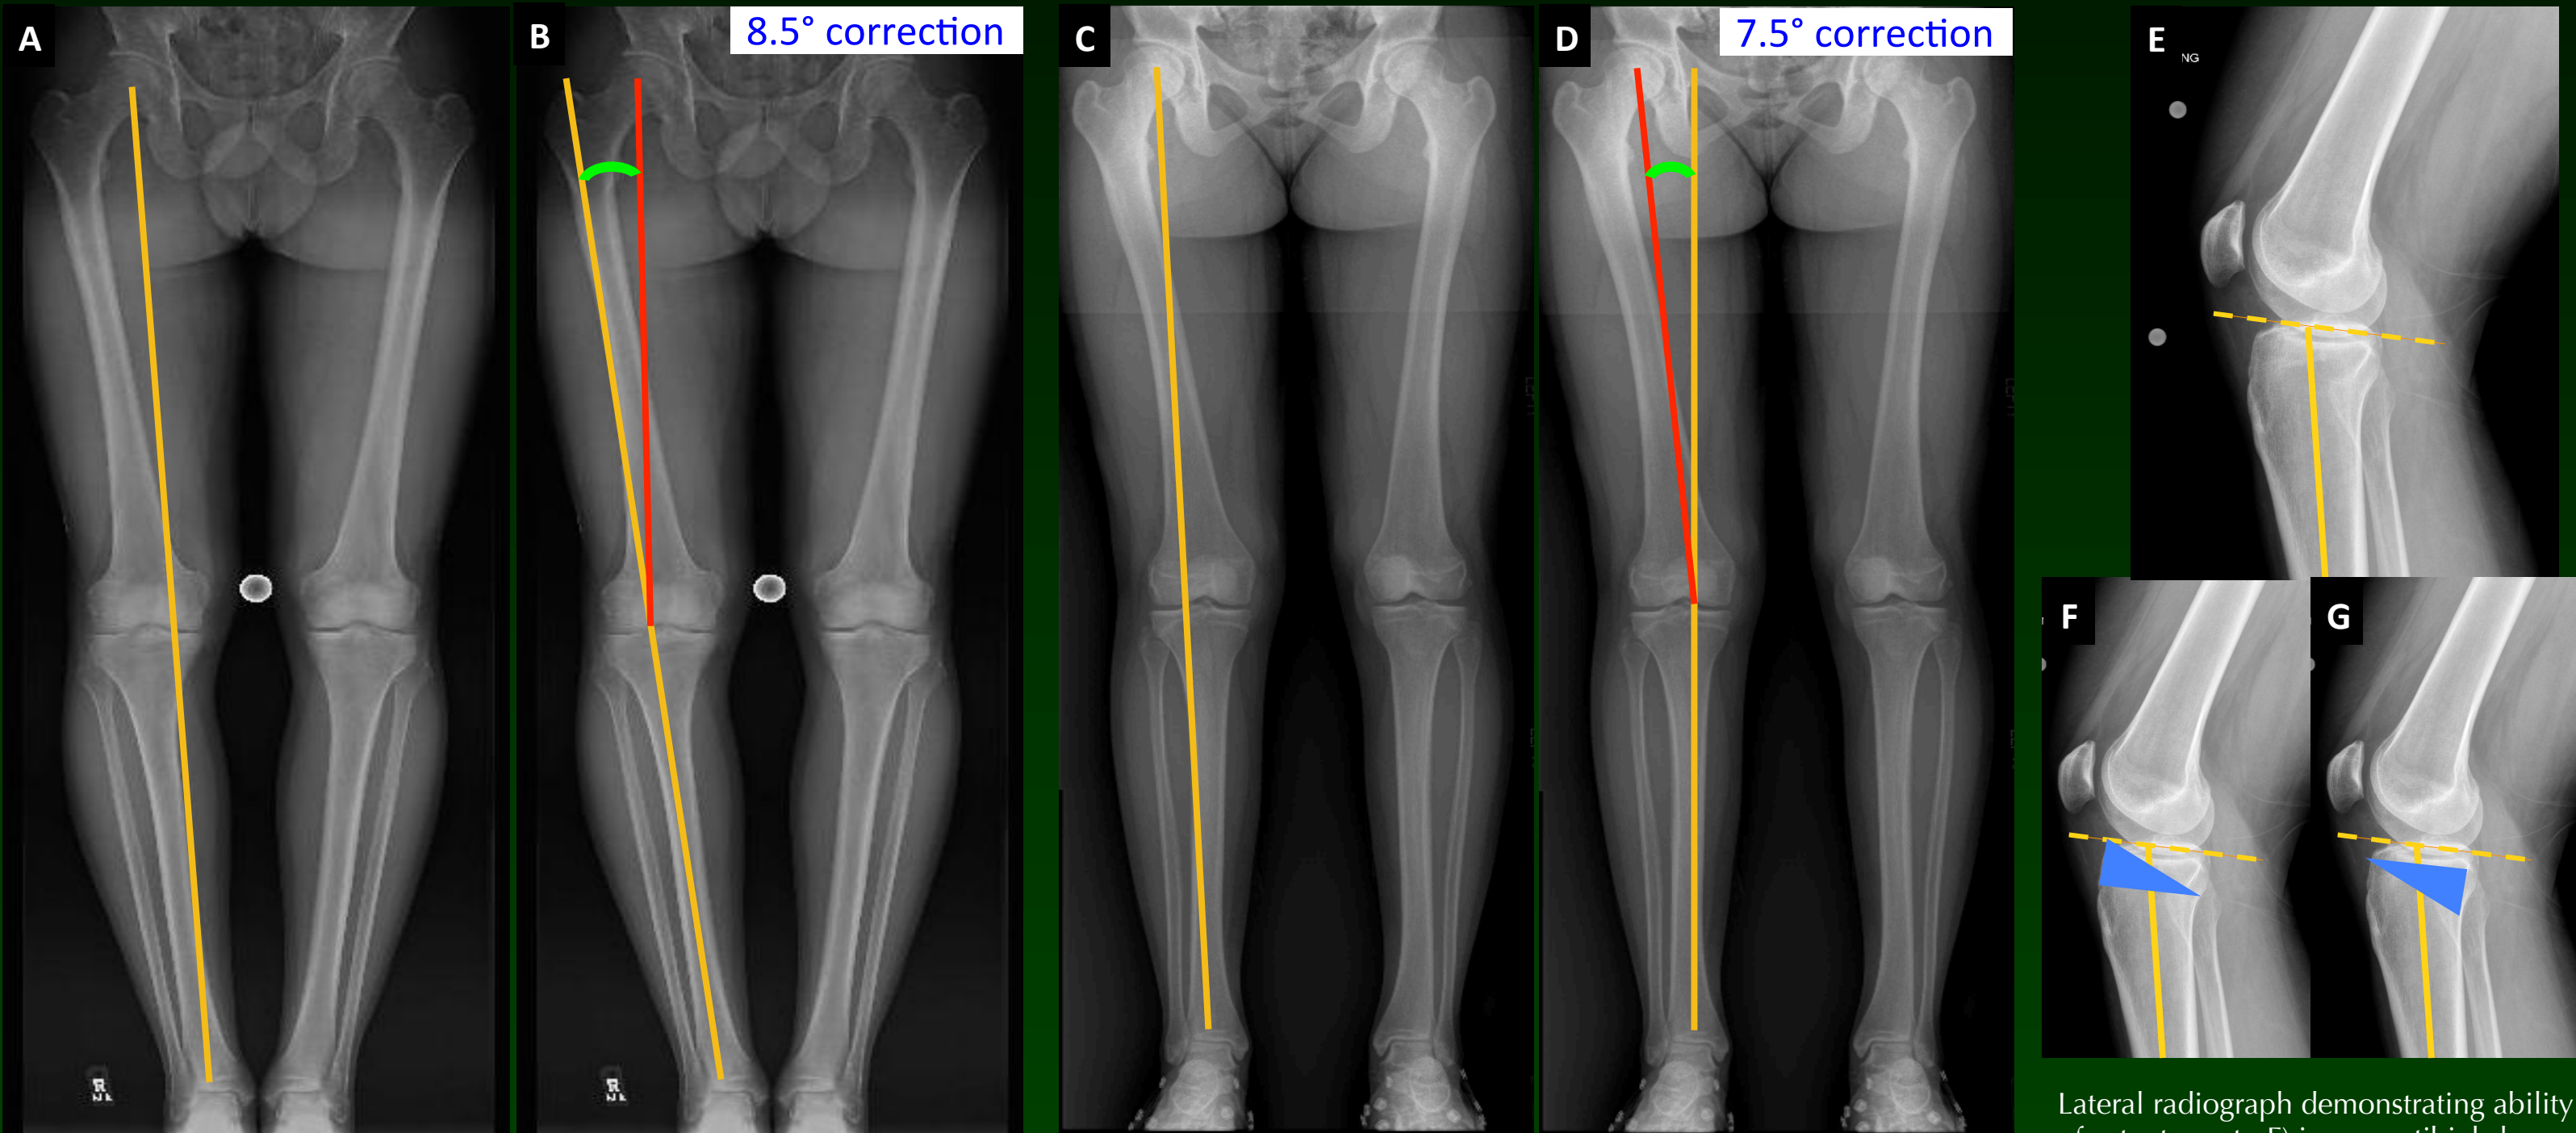 A
B
8.5° correction
C
D
7.5° correction
E
NG
F
G
Lateral radiograph demonstrating ability